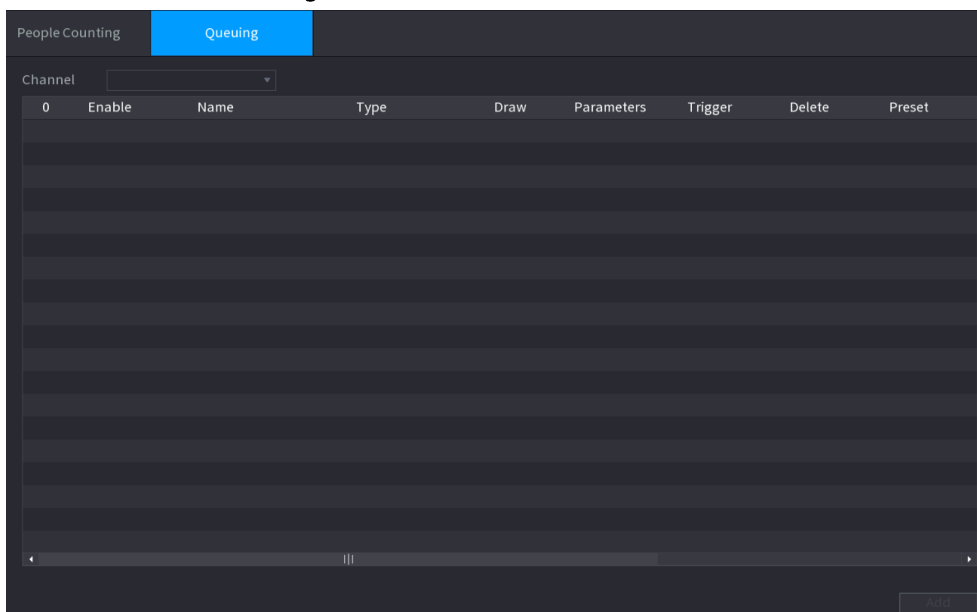 People Counting Queuing
Channel
0 Enable Name Type Draw Parameters Trigger Delete Preset
Add